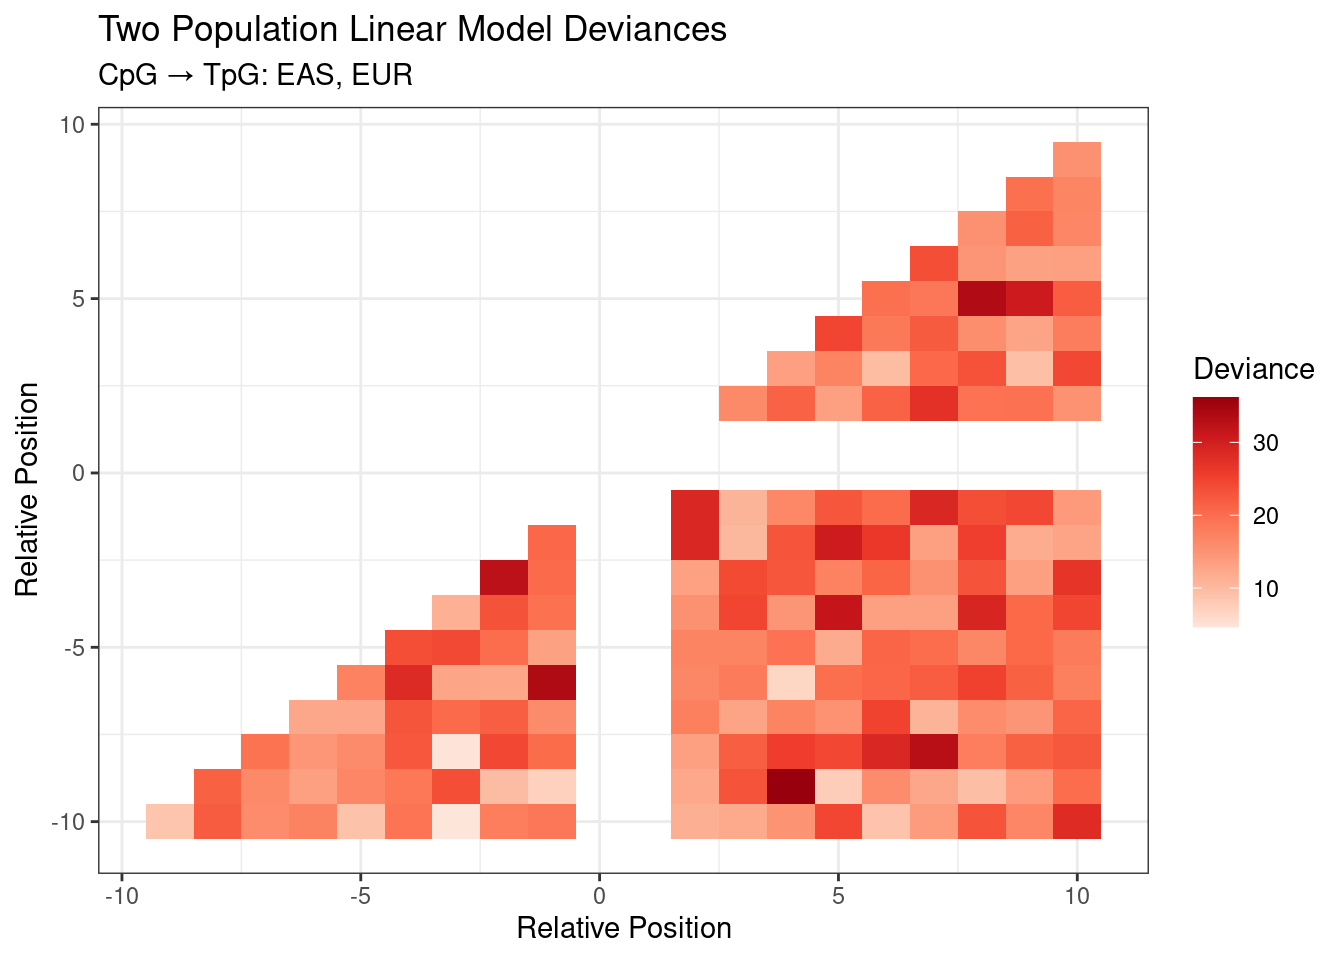 Two Population Linear Model Deviances
CpG → TpG: EAS, EUR
10
5
0
-5
-10
Relative Position
-10
-5
0
5
10
Relative Position
Deviance
30
20
10